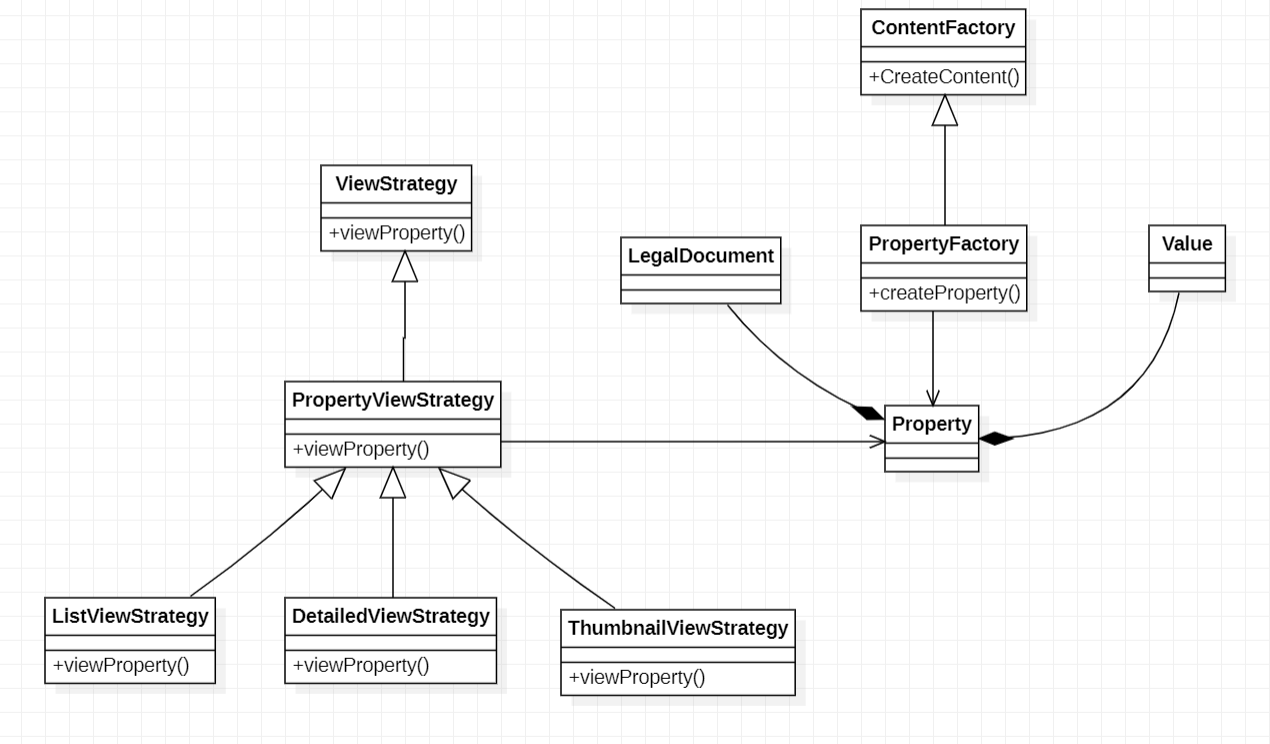 ContentFactory
+CreateContent()
ViewStrategy
+viewProperty()
LegalDocument
PropertyFactory
+createProperty()
Value
PropertyViewStrategy
+viewProperty()
Property
ListViewStrategy
+viewProperty()
DetailedViewStrategy
+viewProperty()
ThumbnailViewStrategy
+viewProperty()